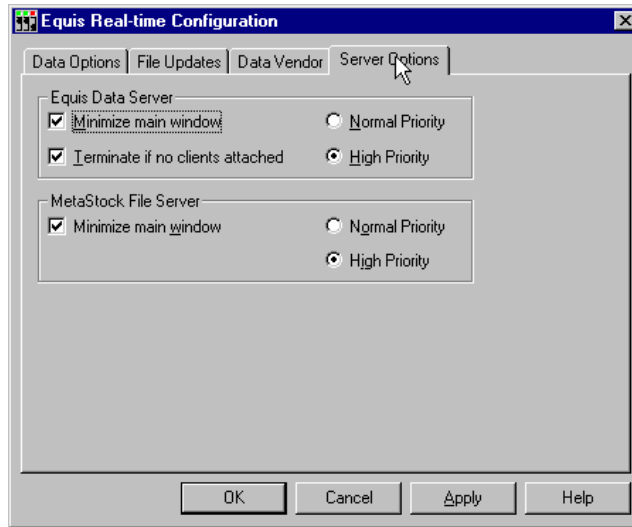 Equis Real-time Configuration
Data Options File Updates Data Vendor Server Options
Equis Data Server
Minimize main window Normal Priority
Terminate if no clients attached High Priority
MetaStock File Server
Minimize main window Normal Priority
High Priority
OK Cancel Apply Help